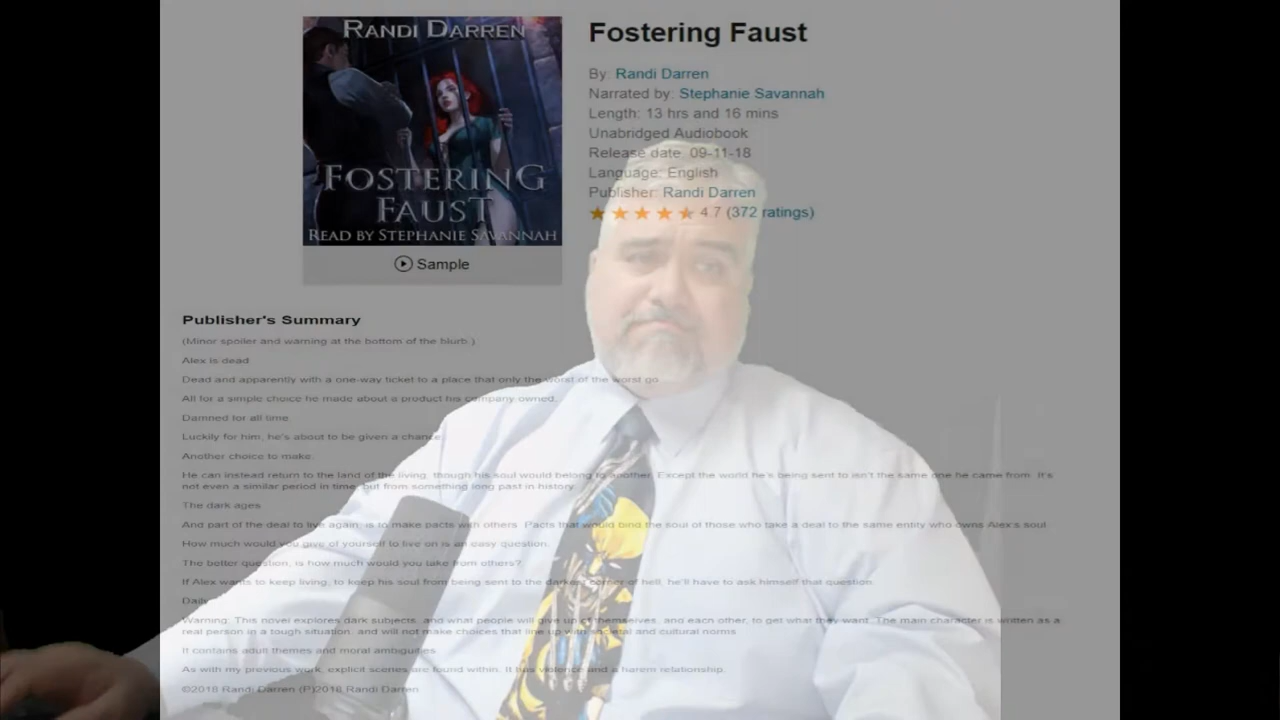 RANDI DARREN
FOSTERING
FAUST
READ BY STEPHANIE SAVANNAH
Sample
Fostering Faust
By: Randi Darren
Narrated by: Stephanie Savannah
Length: 13 hrs and 16 mins
Unabridged Audiobook
Release date: 09-11-18
Language: English
Publisher: Randi Darren
4.7 (372 ratings)
Publisher's Summary
(Minor spoiler and warning at the bottom of the blurb.)
Alex is dead
Dead and apparently with a one-way ticket to a place that only the worst of the worst go.
All for a simple choice he made about a product his company owned.
Damned for all time.
Luckily for him, he's about to be given a chance.
Another choice to make.
He can instead return to the land of the living, though his soul would belong to another. Except the world he's being sent to isn't the same one he came from. It's
not even a similar period in time, but from something long past in history.
The dark ages.
And part of the deal to live again, is to make pacts with others. Pacts that would bind the soul of those who take a deal to the same entity who owns Alex's soul.
How much would you give of yourself to live on is an easy question.
The better question, is how much would you take from others?
If Alex wants to keep living, to keep his soul from being sent to the darkest corner of hell, he'll have to ask himself that question.
Daily
Warning: This novel explores dark subjects, and what people will give up of themselves, and each other, to get what they want. The main character is written as a
real person in a tough situation, and will not make choices that line up with societal and cultural norms.
It contains adult themes and moral ambiguities.
As with my previous work, explicit scenes are found within. It has violence and a harem relationship.
©2018 Randi Darren (P)2018 Randi Darren